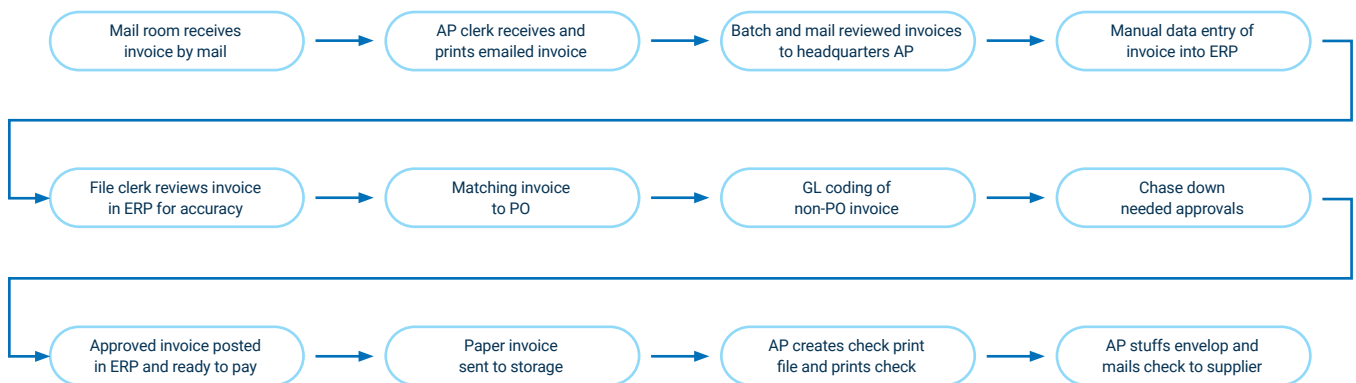 Mail room receives
invoice by mail
AP clerk receives and
prints emailed invoice
Batch and mail reviewed invoices
to headquarters AP
Manual data entry of
invoice into ERP
File clerk reviews invoice
in ERP for accuracy
Matching invoice
to PO
GL coding of
non-PO invoice
Chase down
needed approvals
Approved invoice posted
in ERP and ready to pay
Paper invoice
sent to storage
AP creates check print
file and prints check
AP stuffs envelop and
mails check to supplier